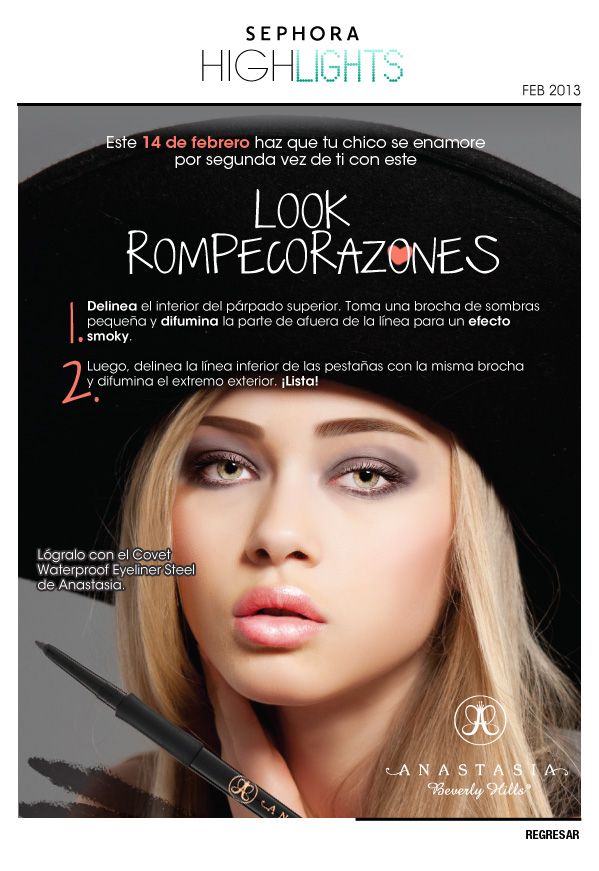 SEPHORA
HIGHLIGHTS
FEB 2013
Este 14 de febrero haz que tu chico se enamore
por segunda vez de ti con este
LOOK
ROMPECORAZONES
1. Delinea el interior del párpado superior. Toma una brocha de sombras
pequeña y difumina la parte de afuera de la línea para un efecto
smoky.
2. Luego, delinea la línea inferior de las pestañas con la misma brocha
y difumina el extremo exterior. ¡Lista!
Lógralo con el Covet
Waterproof Eyeliner Steel
de Anastasia.
ANASTASIA
Beverly Hills®
REGRESAR